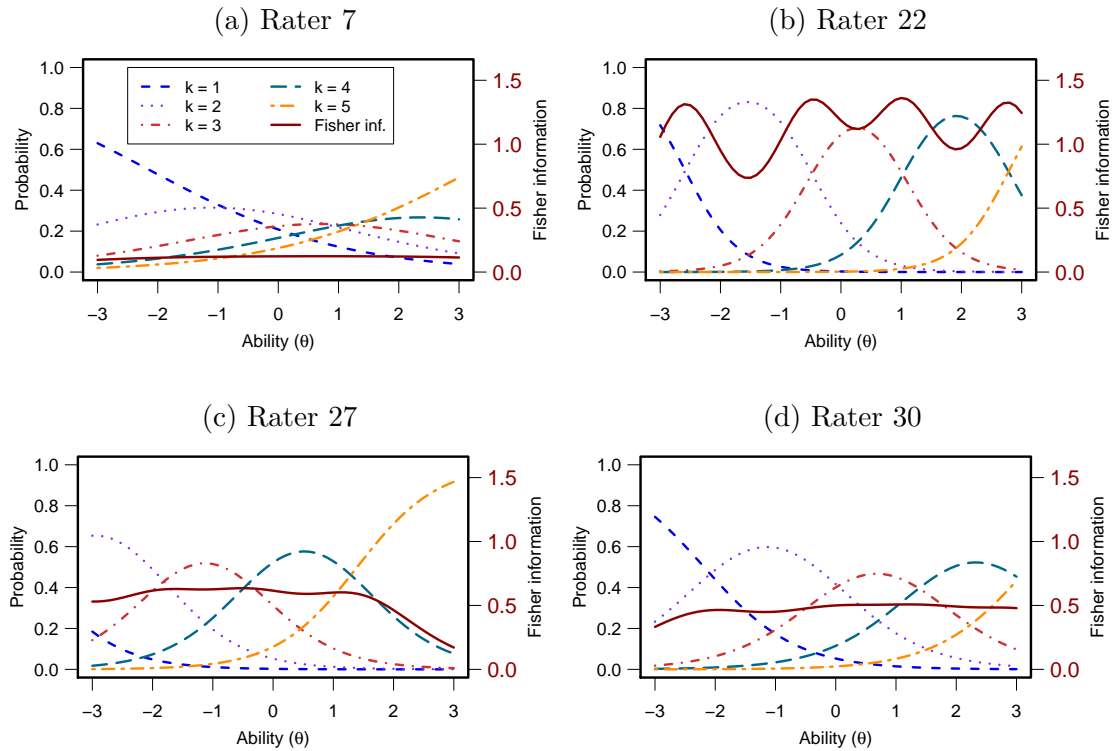 (a) Rater 7
Probability
0.0 0.2 0.4 0.6 0.8 1.0
k = 1
k = 2
k = 3
k = 4
k = 5
Fisher inf.
0.0 0.5 1.0 1.5
Fisher information
−3 −2 −1 0 1 2 3
Ability (θ)
(b) Rater 22
Probability
0.0 0.2 0.4 0.6 0.8 1.0
0.0 0.5 1.0 1.5
Fisher information
−3 −2 −1 0 1 2 3
Ability (θ)
(c) Rater 27
Probability
0.0 0.2 0.4 0.6 0.8 1.0
0.0 0.5 1.0 1.5
Fisher information
−3 −2 −1 0 1 2 3
Ability (θ)
(d) Rater 30
Probability
0.0 0.2 0.4 0.6 0.8 1.0
0.0 0.5 1.0 1.5
Fisher information
−3 −2 −1 0 1 2 3
Ability (θ)